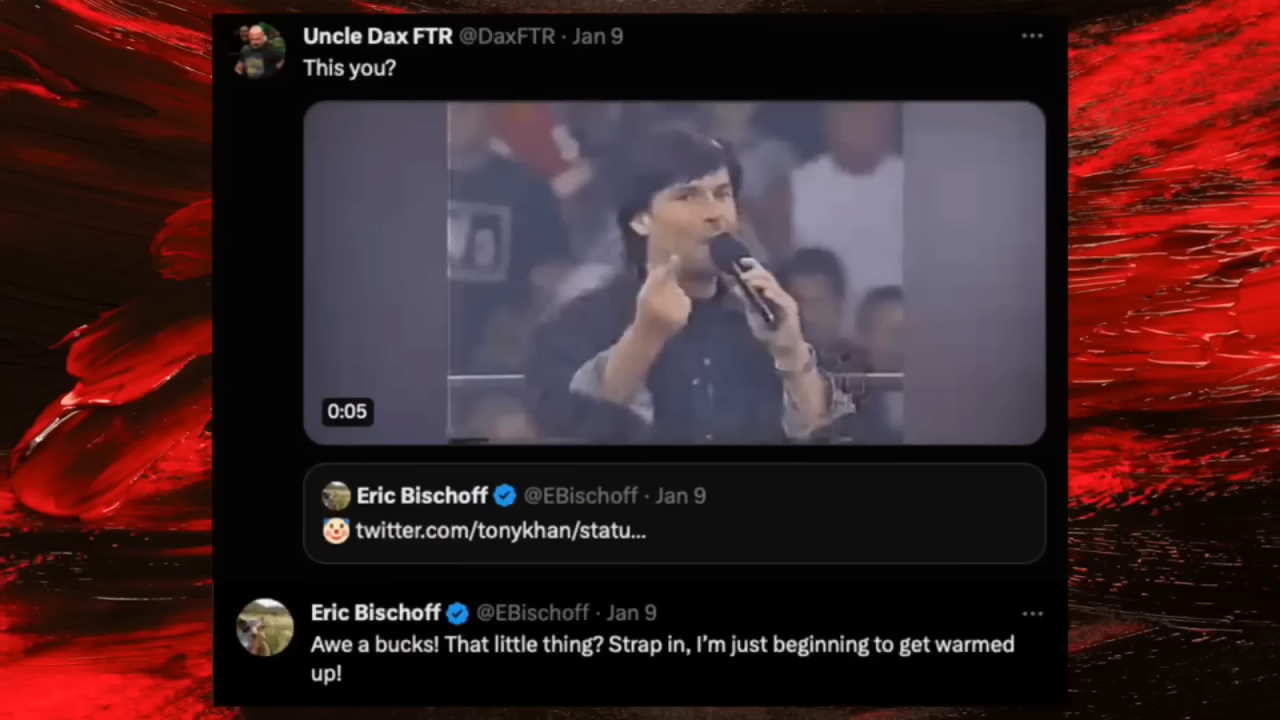 Uncle Dax FTR @DaxFTR · Jan 9
This you?
0:05
Eric Bischoff @EBischoff · Jan 9
🤡 twitter.com/tonykhan/statu...
Eric Bischoff @EBischoff · Jan 9
Awe a bucks! That little thing? Strap in, I’m just beginning to get warmed
up!